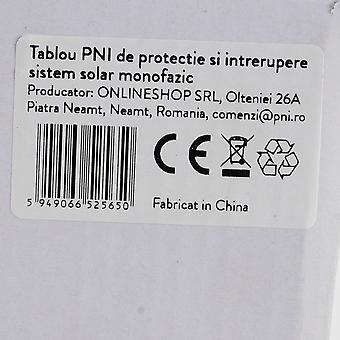 Tablou PNI de protectie si intrerupere
sistem solar monofazic
Producator: ONLINESHOP SRL, Olteniei 26A
Piatra Neamt, Neamt, Romania, comenzi@pni.ro
CE
5 949066 525650
Fabricat in China